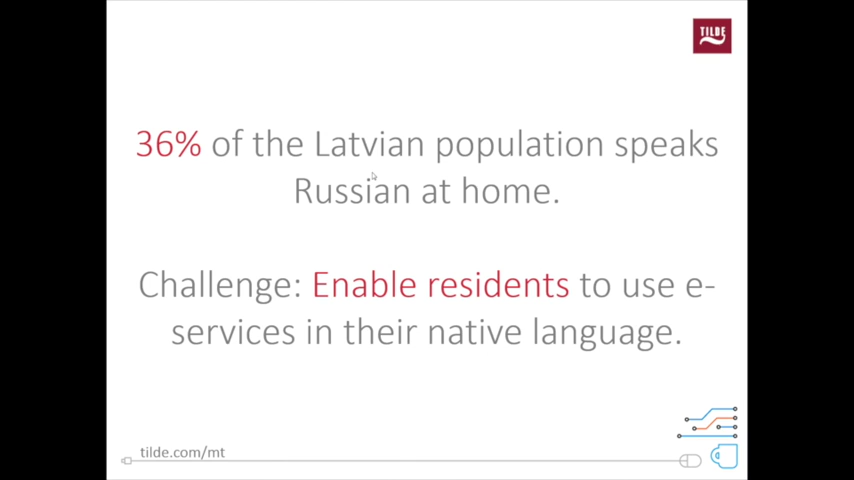 TILDE
36% of the Latvian population speaks
Russian at home.
Challenge: Enable residents to use e-
services in their native language.
tilde.com/mt